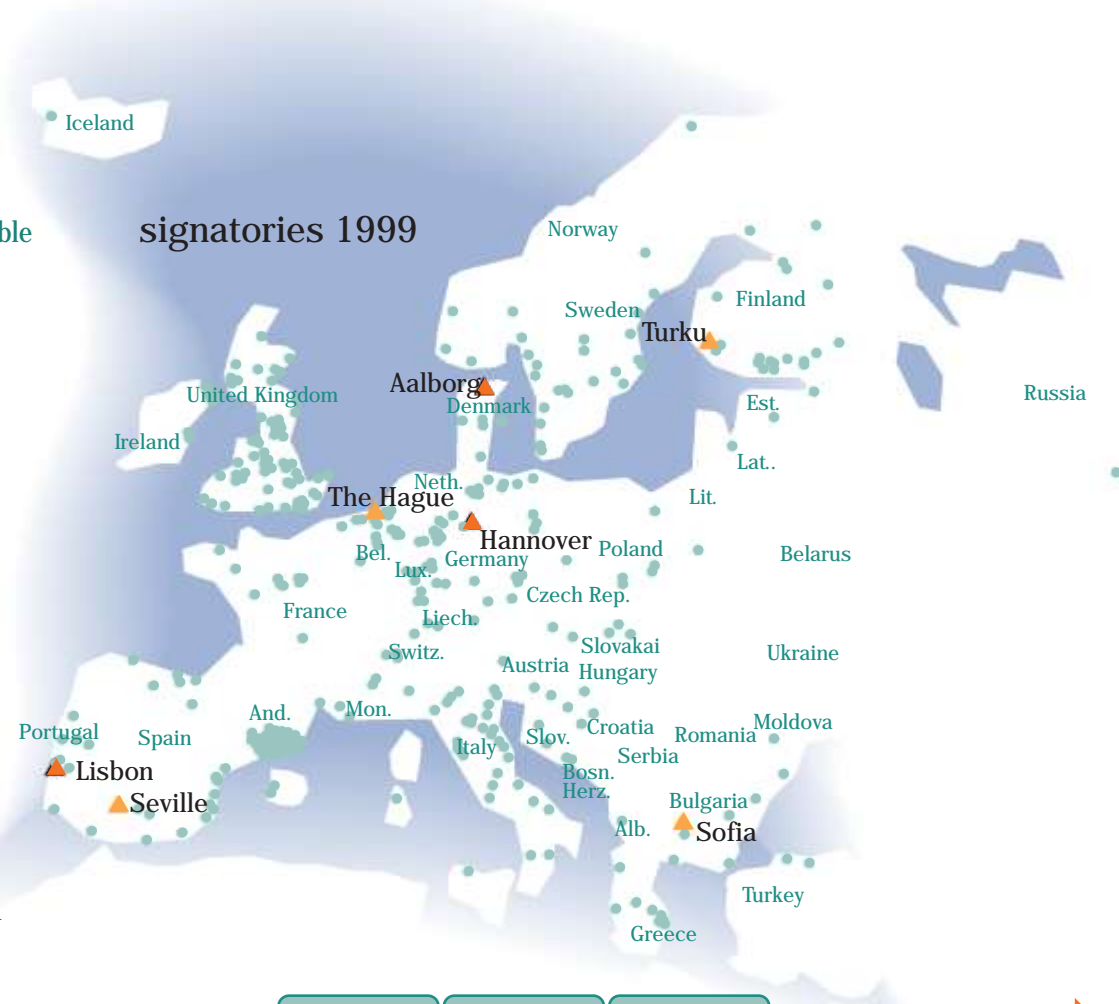 Iceland
ble
signatories 1999
Norway
Finland
Sweden
Turku
Aalborg
United Kingdom
Denmark
Est.
Russia
Ireland
Lat..
Neth.
The Hague
Lit.
Hannover
Bel.
Poland
Belarus
Germany
Lux.
Czech Rep.
France
Liech.
Slovakai
Switz.
Ukraine
Austria
Hungary
And.
Mon.
Portugal
Spain
Croatia
Moldova
Slov.
Romania
Italy
Serbia
Lisbon
Bosn.
Herz.
Seville
Bulgaria
Alb.
Sofia
Turkey
Greece